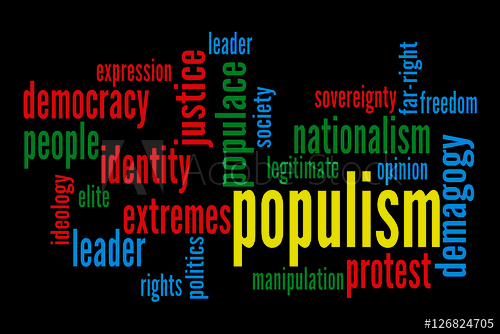 leader
expression
justice
populace
far-right
democracy
society
sovereignty
freedom
people
nationalism
identity
legitimate
opinion
demagogy
ideology
elite
populism
extremes
leader
politics
protest
rights
manipulation
Adobe Stock
#126824705